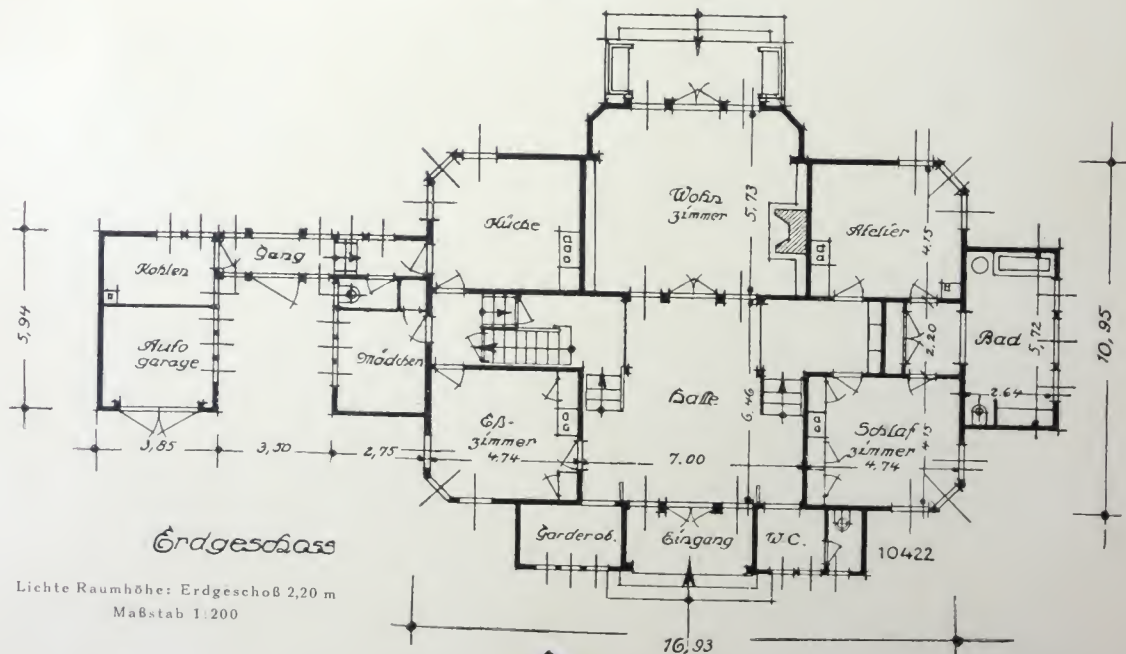 Wohn
zimmer
5,73
Küche
Atelier
4.15
Gang
Kohlen
5,94
Auto
garage
Mädchen
Bad
5,72
2.20
2.64
10,95
Halle
6.46
Eß-
zimmer
4.74
7.00
Schlaf
zimmer
4.74
4.15
3,85
3,50
2,75
Garderob.
Eingang
W.C.
10422
Erdgeschoss
Lichte Raumhöhe: Erdgeschoß 2,20 m
Maßstab 1:200
16,93